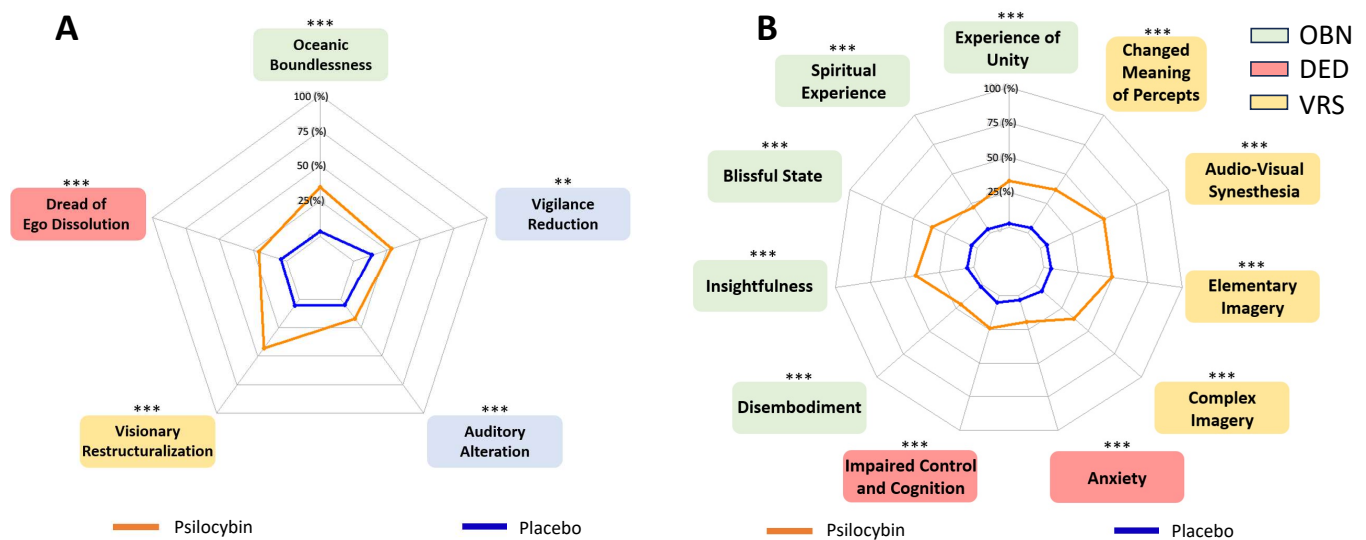 A
***
Oceanic
Boundlessness
100 (%)
75 (%)
50 (%)
25(%)
***
Dread of
Ego Dissolution
**
Vigilance
Reduction
***
Visionary
Restructuralization
***
Auditory
Alteration
Psilocybin
Placebo
B
***
Experience of
Unity
***
Changed
Meaning
of Percepts
OBN
DED
VRS
***
Spiritual
Experience
100 (%)
75 (%)
50 (%)
25(%)
***
Blissful State
***
Audio-Visual
Synesthesia
***
Insightfulness
***
Elementary
Imagery
***
Disembodiment
***
Complex
Imagery
***
Impaired Control
and Cognition
***
Anxiety
Psilocybin
Placebo